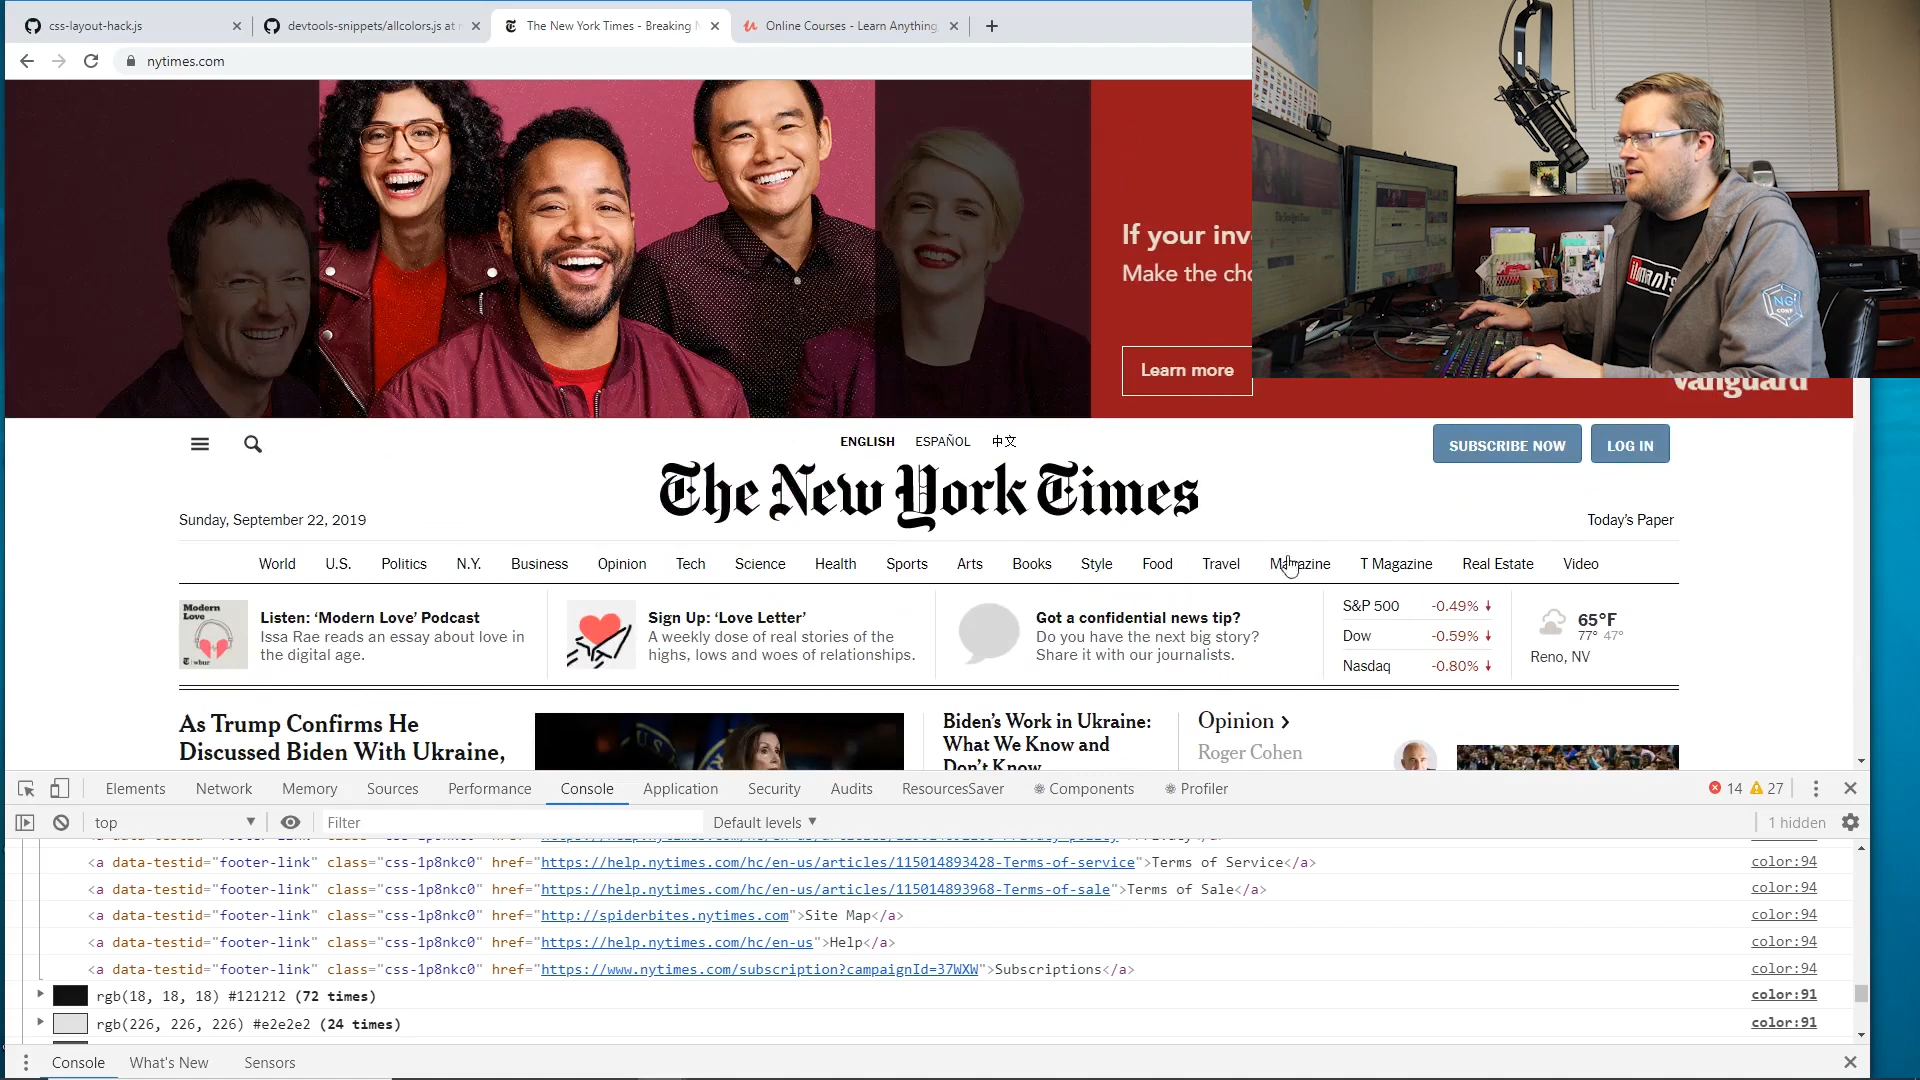 css-layout-hack.js
devtools-snippets/allcolors.js at
The New York Times - Breaking
Online Courses - Learn Anything,
nytimes.com
If your inv
Make the cho
Learn more
NG
CONF
ENGLISH ESPAÑOL 中文
SUBSCRIBE NOW LOG IN
The New York Times
Sunday, September 22, 2019
Today's Paper
World U.S. Politics N.Y. Business Opinion Tech Science Health Sports Arts Books Style Food Travel Magazine T Magazine Real Estate Video
Modern
Love
Listen: ‘Modern Love’ Podcast
Issa Rae reads an essay about love in
the digital age.
Sign Up: ‘Love Letter’
A weekly dose of real stories of the
highs, lows and woes of relationships.
Got a confidential news tip?
Do you have the next big story?
Share it with our journalists.
S&P 500 -0.49% ↓
Dow -0.59% ↓
Nasdaq -0.80% ↓
65°F
77° 47°
Reno, NV
As Trump Confirms He
Discussed Biden With Ukraine,
Biden’s Work in Ukraine:
What We Know and
Don’t Know
Opinion >
Roger Cohen
Elements Network Memory Sources Performance Console Application Security Audits ResourcesSaver Components Profiler 14 27
top Filter Default levels ▼ 1 hidden
<a data-testid="footer-link" class="css-1p8nkc0" href="https://help.nytimes.com/hc/en-us/articles/115014893428-Terms-of-service">Terms of Service</a> color:94
<a data-testid="footer-link" class="css-1p8nkc0" href="https://help.nytimes.com/hc/en-us/articles/115014893968-Terms-of-sale">Terms of Sale</a> color:94
<a data-testid="footer-link" class="css-1p8nkc0" href="http://spiderbites.nytimes.com">Site Map</a> color:94
<a data-testid="footer-link" class="css-1p8nkc0" href="https://help.nytimes.com/hc/en-us">Help</a> color:94
<a data-testid="footer-link" class="css-1p8nkc0" href="https://www.nytimes.com/subscription?campaignId=37WXW">Subscriptions</a> color:94
rgb(18, 18, 18) #121212 (72 times) color:91
rgb(226, 226, 226) #e2e2e2 (24 times) color:91
Console What's New Sensors